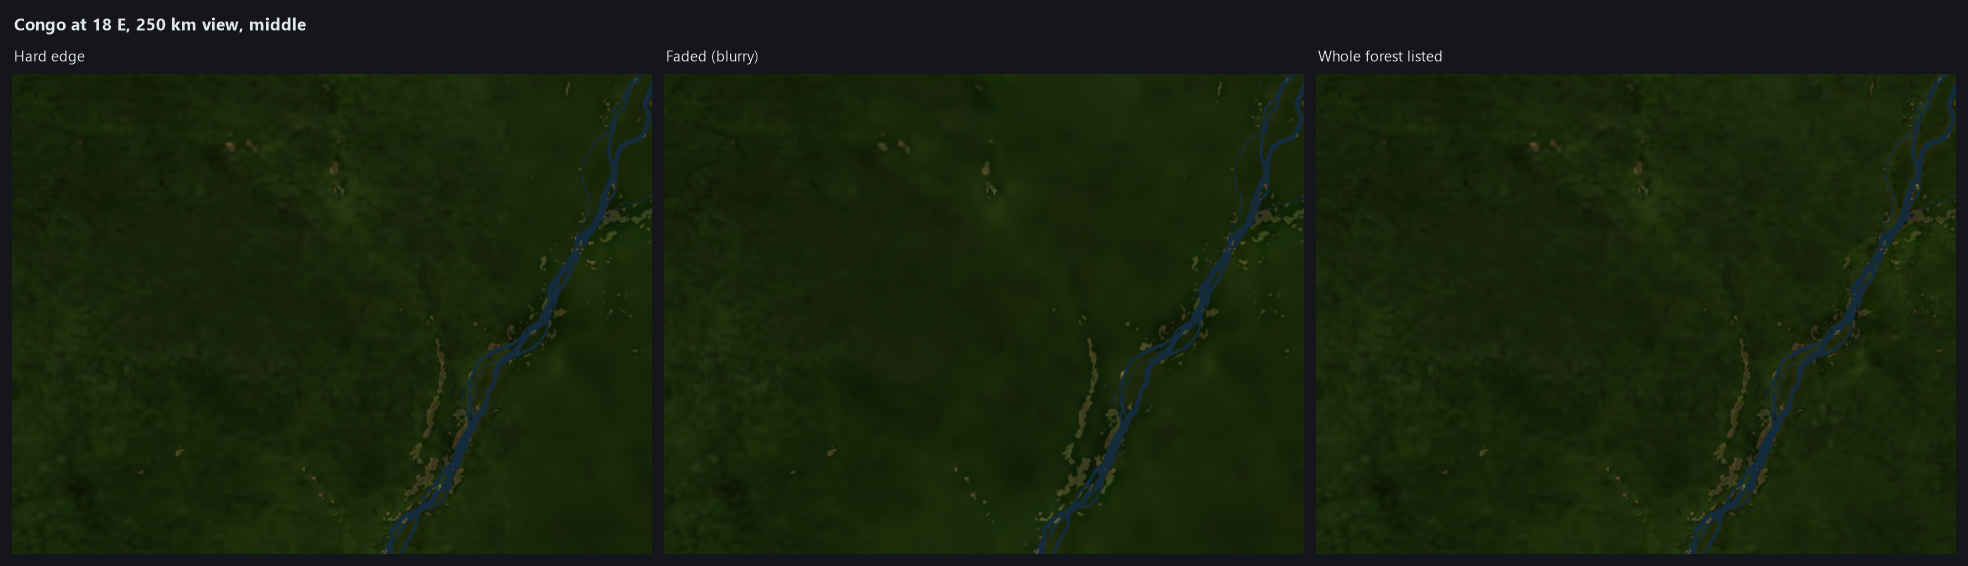 Congo at 18 E, 250 km view, middle
Hard edge
Faded (blurry)
Whole forest listed